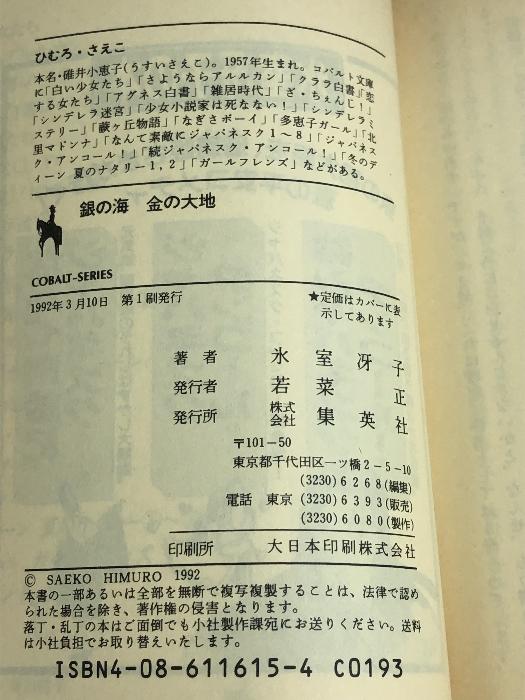 ひむろ・さえこ
本名・碓井小恵子(うすいさえこ)。1957年生まれ。コバルト文庫
に「白い少女たち」「さようならアルルカン」「クララ白書」「恋
する女たち」「アグネス白書」「雑居時代」「ざ・ちぇんじ!」
「シンデレラ迷宮」「少女小説家は死なない!」「シンデレラミ
ステリー」「蕨ヶ丘物語」「なぎさボーイ」「多恵子ガール」「北
里マドンナ」「なんて素敵にジャパネスク1～8」「ジャパネス
ク・アンコール!」「続ジャパネスク・アンコール!」「冬のデ
ィーン 夏のナタリー1,2」「ガールフレンズ」などがある。
銀の海 金の大地
COBALT-SERIES
1992年3月10日 第1刷発行
★定価はカバーに表
示してあります
著者 氷室冴子
発行者 若菜正
発行所 株式会社 集英社
〒101-50
東京都千代田区一ツ橋2-5-10
(3230)6268(編集)
電話 東京 (3230)6393(販売)
(3230)6080(製作)
印刷所 大日本印刷株式会社
© SAEKO HIMURO 1992
本書の一部あるいは全部を無断で複写複製することは、法律で認め
られた場合を除き、著作権の侵害となります。
落丁・乱丁の本はご面倒でも小社製作課宛にお送りください。送料
は小社負担でお取り替えいたします。
ISBN4-08-611615-4 C0193